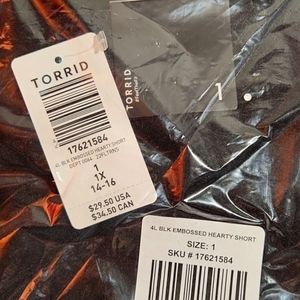 TORRID
17621584
4L BLK EMBOSSED HEARTY SHORT
1X
14-16
$29.50 USA
$34.50 CAN
TORRID
1
4L BLK EMBOSSED HEARTY SHORT
SIZE: 1
SKU # 17621584